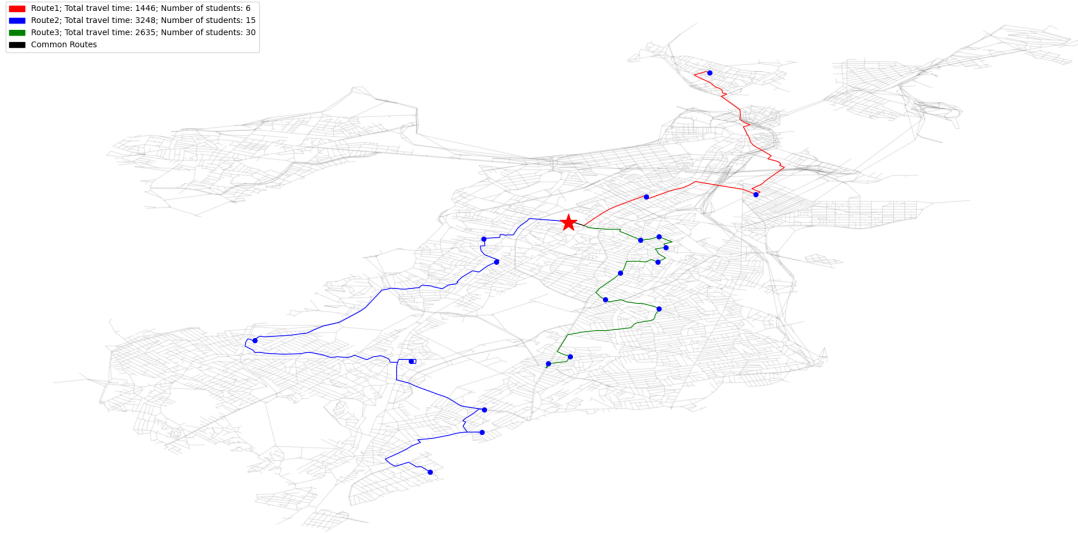 Route1; Total travel time: 1446; Number of students: 6
Route2; Total travel time: 3248; Number of students: 15
Route3; Total travel time: 2635; Number of students: 30
Common Routes